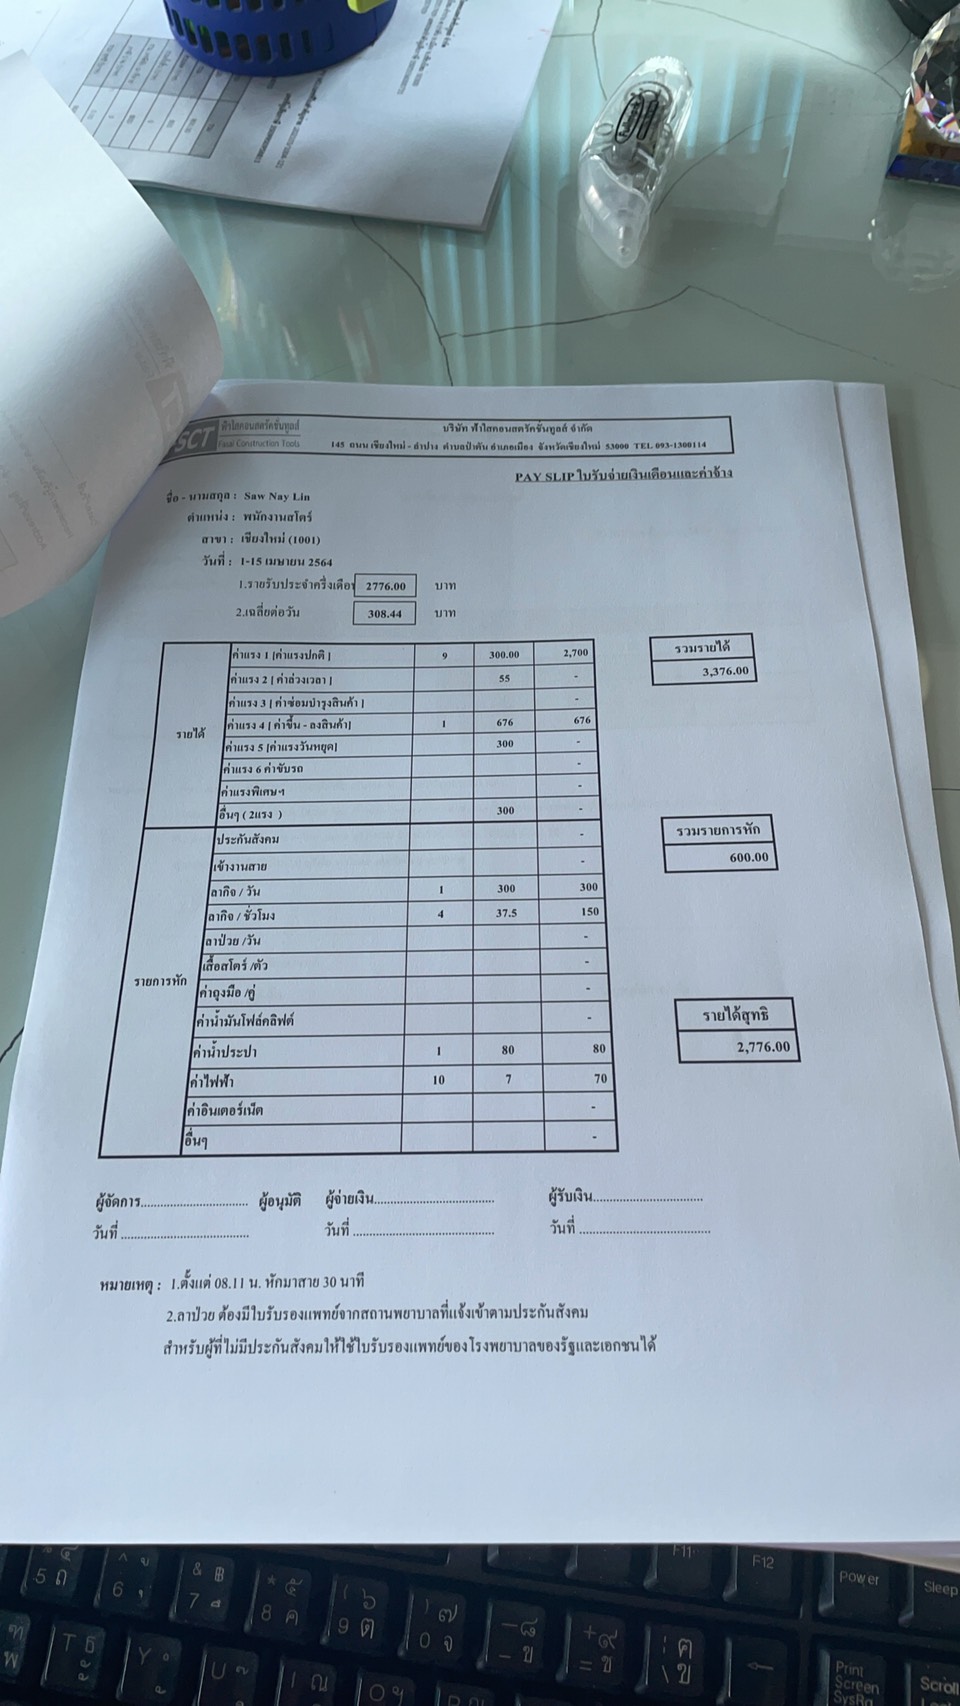 SCT ฟ้าใสคอนสตรัคชั่นทูลส์
Fasai Construction Tools
บริษัท ฟ้าใสคอนสตรัคชั่นทูลส์ จำกัด
145 ถนน เชียงใหม่ - ลำปาง ตำบลป่าตัน อำเภอเมือง จังหวัดเชียงใหม่ 53000 TEL 093-1300114
PAY SLIP ใบรับจ่ายเงินเดือนและค่าจ้าง
ชื่อ - นามสกุล : Saw Nay Lin
ตำแหน่ง : พนักงานสโตร์
สาขา : เชียงใหม่ (1001)
วันที่ : 1-15 เมษายน 2564
1.รายรับประจำครึ่งเดือน 2776.00 บาท
2.เฉลี่ยต่อวัน 308.44 บาท
รายได้
ค่าแรง 1 [ค่าแรงปกติ ] 9 300.00 2,700
ค่าแรง 2 [ ค่าล่วงเวลา ] 55 -
ค่าแรง 3 [ ค่าซ่อมบำรุงสินค้า ] -
ค่าแรง 4 [ ค่าขึ้น - ลงสินค้า] 1 676 676
ค่าแรง 5 [ค่าแรงวันหยุด] 300 -
ค่าแรง 6 ค่าขับรถ -
ค่าแรงพิเศษฯ -
อื่นๆ ( 2แรง ) 300 -
รวมรายได้
3,376.00
รายการหัก
ประกันสังคม -
เข้างานสาย -
ลากิจ / วัน 1 300 300
ลากิจ / ชั่วโมง 4 37.5 150
ลาป่วย /วัน -
เสื้อสโตร์ /ตัว -
ค่าถุงมือ /คู่ -
ค่าน้ำมันโฟล์คลิฟต์ -
ค่าน้ำประปา 1 80 80
ค่าไฟฟ้า 10 7 70
ค่าอินเตอร์เน็ต -
อื่นๆ -
รวมรายการหัก
600.00
รายได้สุทธิ
2,776.00
ผู้จัดการ............................... ผู้อนุมัติ ผู้จ่ายเงิน................................... ผู้รับเงิน................................
วันที่ ..................................... วันที่ ......................................... วันที่ ......................................
หมายเหตุ : 1.ตั้งแต่ 08.11 น. หักมาสาย 30 นาที
2.ลาป่วย ต้องมีใบรับรองแพทย์จากสถานพยาบาลที่แจ้งเข้าตามประกันสังคม
สำหรับผู้ที่ไม่มีประกันสังคมให้ใช้ใบรับรองแพทย์ของโรงพยาบาลของรัฐและเอกชนได้
F11 F12 Power Sleep
5 ถ 6 7 8 ค 9 ต 0 จ - ข = ช \ ฃ
T Y U I ณ O ฯ
Print Screen SysRq
Scroll